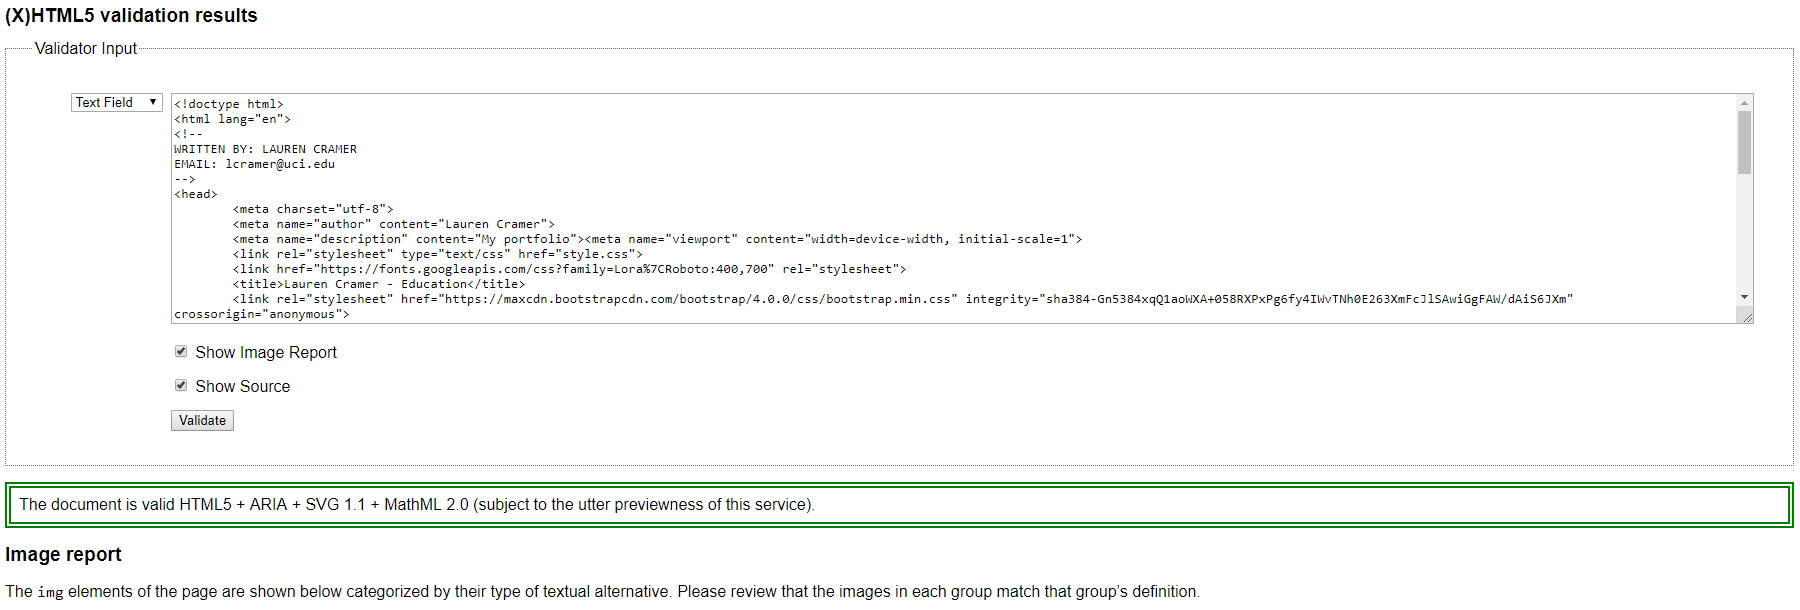 (X)HTML5 validation results
Validator Input
Text Field
<!doctype html>
<html lang="en">
<!--
WRITTEN BY: LAUREN CRAMER
EMAIL: lcramer@uci.edu
-->
<head>
<meta charset="utf-8">
<meta name="author" content="Lauren Cramer">
<meta name="description" content="My portfolio"><meta name="viewport" content="width=device-width, initial-scale=1">
<link rel="stylesheet" type="text/css" href="style.css">
<link href="https://fonts.googleapis.com/css?family=Lora%7CRoboto:400,700" rel="stylesheet">
<title>Lauren Cramer - Education</title>
<link rel="stylesheet" href="https://maxcdn.bootstrapcdn.com/bootstrap/4.0.0/css/bootstrap.min.css" integrity="sha384-Gn5384xqQ1aoWXA+058RXPxPg6fy4IWvTNh0E263XmFcJlSAwiGgFAW/dAiS6JXm"
crossorigin="anonymous">
Show Image Report
Show Source
Validate
The document is valid HTML5 + ARIA + SVG 1.1 + MathML 2.0 (subject to the utter previewness of this service).
Image report
The img elements of the page are shown below categorized by their type of textual alternative. Please review that the images in each group match that group’s definition.